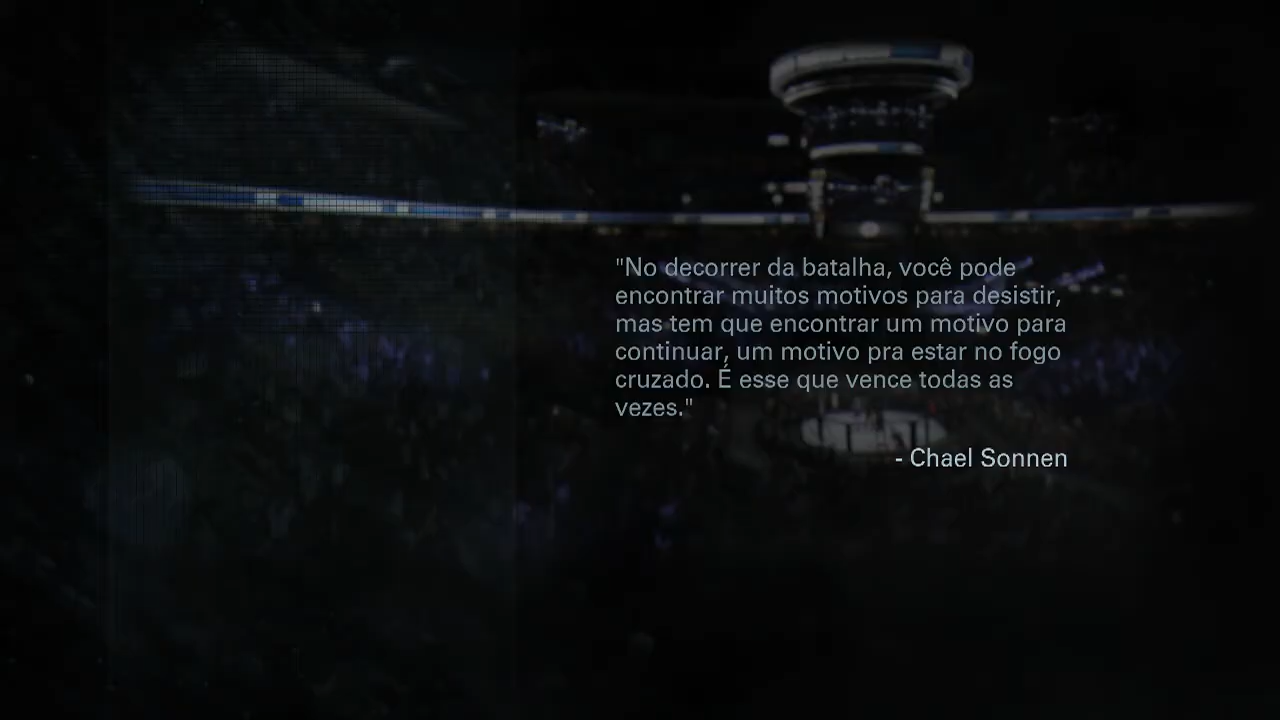 "No decorrer da batalha, você pode
encontrar muitos motivos para desistir,
mas tem que encontrar um motivo para
continuar, um motivo pra estar no fogo
cruzado. É esse que vence todas as
vezes."
- Chael Sonnen